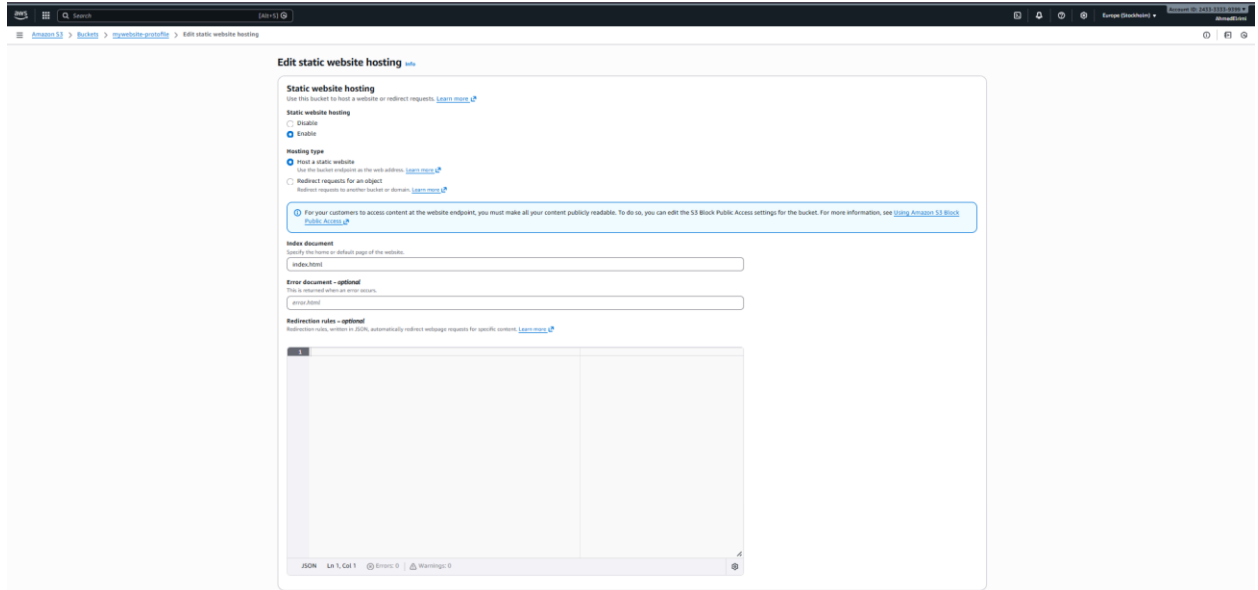 aws
Search
[Alt+S]
Europe (Stockholm)
Account ID:
Amazon S3 > Buckets > mywebsite-protofile > Edit static website hosting
Edit static website hosting Info
Static website hosting
Use this bucket to host a website or redirect requests. Learn more
Static website hosting
Disable
Enable
Hosting type
Host a static website
Use the bucket endpoint as the web address. Learn more
Redirect requests for an object
Redirect requests to another bucket or domain. Learn more
For your customers to access content at the website endpoint, you must make all your content publicly readable. To do so, you can edit the S3 Block Public Access settings for the bucket. For more information, see Using Amazon S3 Block
Public Access
Index document
Specify the home or default page of the website.
index.html
Error document – optional
This is returned when an error occurs.
error.html
Redirection rules – optional
Redirection rules, written in JSON, automatically redirect webpage requests for specific content. Learn more
1
JSON Ln 1, Col 1 Errors: 0 Warnings: 0